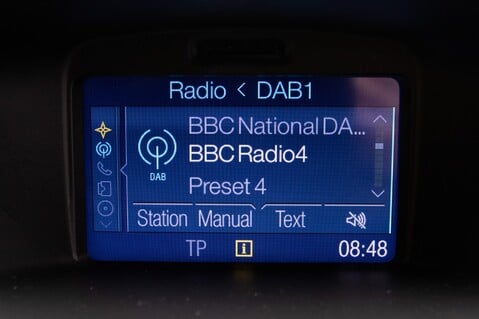 Radio < DAB1
BBC National DA...
BBC Radio4
DAB
Preset 4
Station Manual Text
TP i 08:48